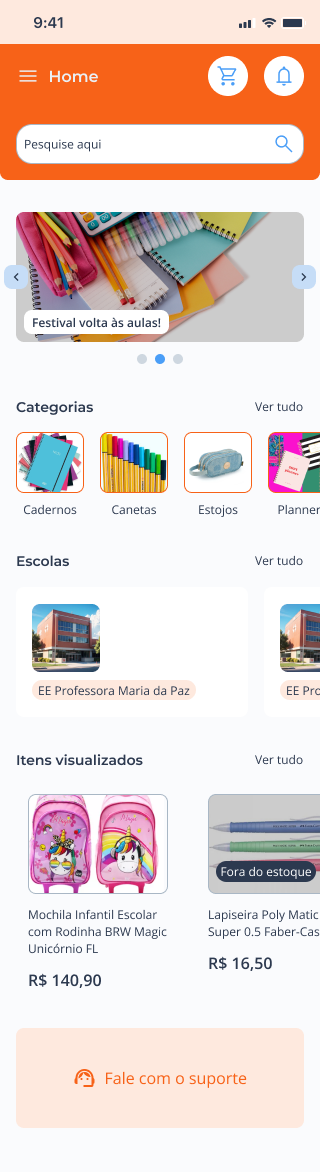 9:41
Home
Pesquise aqui
Festival volta às aulas!
Categorias
Ver tudo
Cadernos
Canetas
Estojos
Planner
Escolas
Ver tudo
EE Professora Maria da Paz
EE Pro
Itens visualizados
Ver tudo
Fora do estoque
Mochila Infantil Escolar
com Rodinha BRW Magic
Unicórnio FL
R$ 140,90
Lapiseira Poly Matic
Super 0.5 Faber-Cas
R$ 16,50
Fale com o suporte